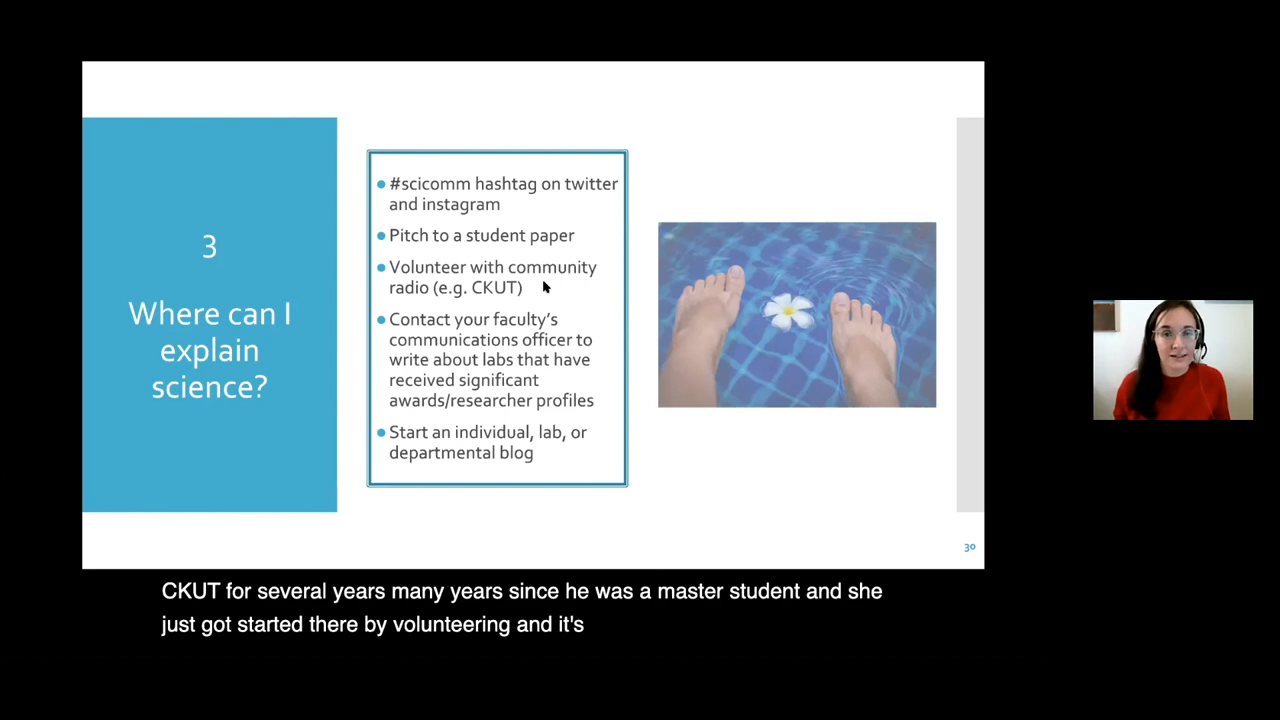 3
Where can I
explain
science?
#scicomm hashtag on twitter
and instagram
Pitch to a student paper
Volunteer with community
radio (e.g. CKUT)
Contact your faculty's
communications officer to
write about labs that have
received significant
awards/researcher profiles
Start an individual, lab, or
departmental blog
30
CKUT for several years many years since he was a master student and she
just got started there by volunteering and it's